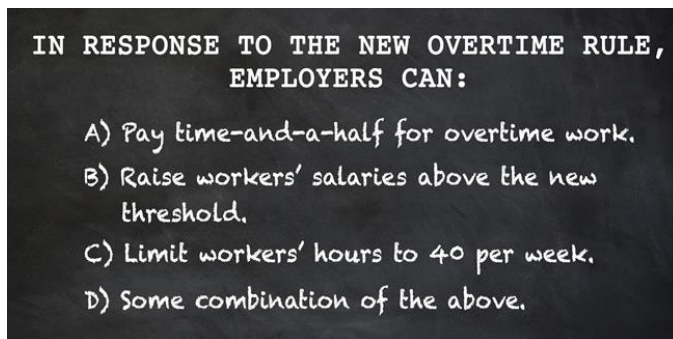 IN RESPONSE TO THE NEW OVERTIME RULE,
EMPLOYERS CAN:
A) Pay time-and-a-half for overtime work.
B) Raise workers' salaries above the new
threshold.
C) Limit workers' hours to 40 per week.
D) Some combination of the above.